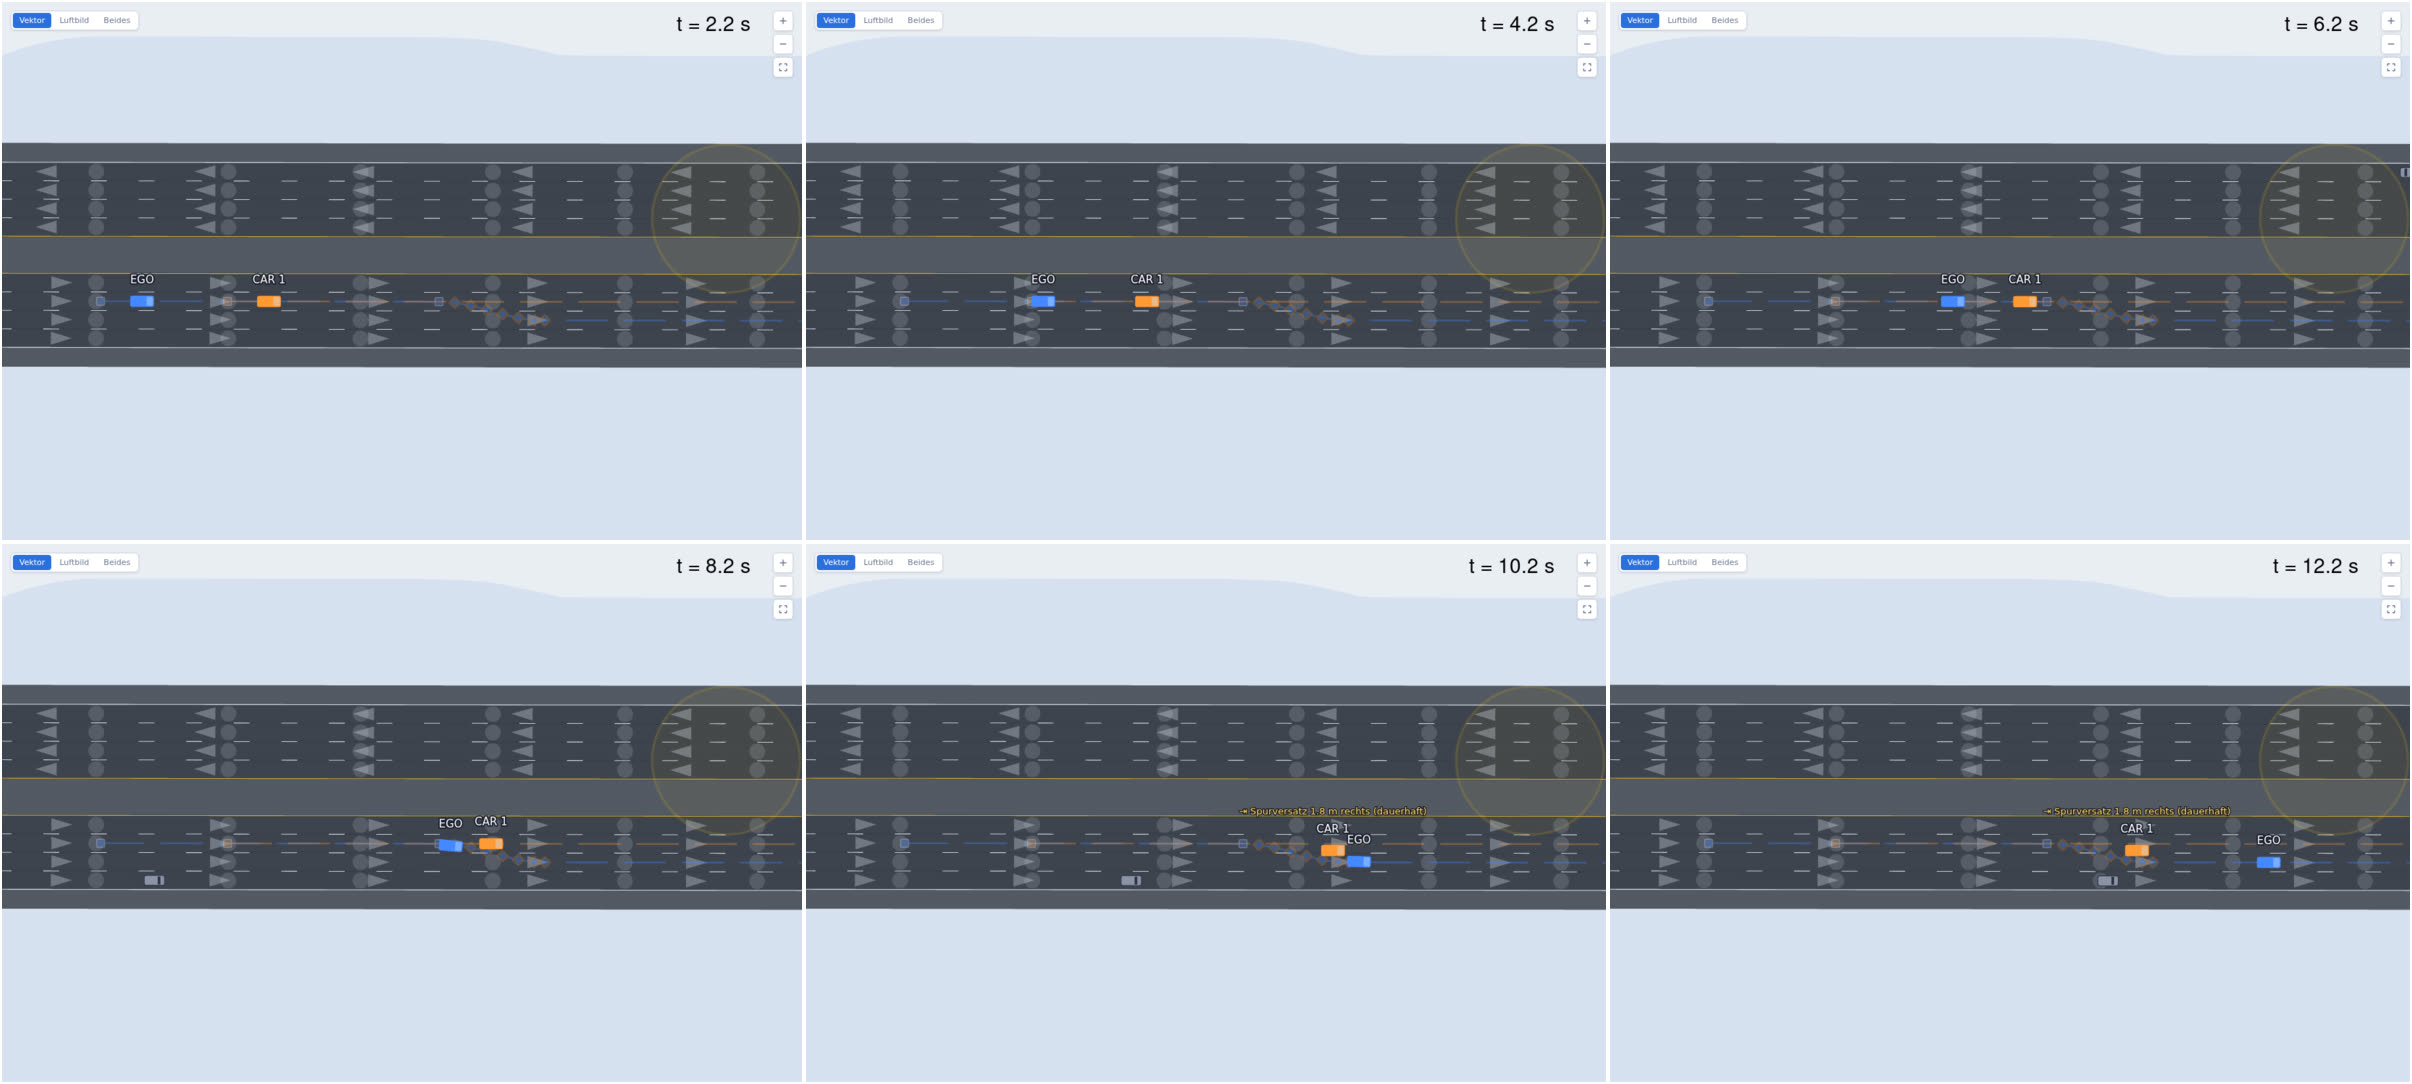 Vektor Luftbild Beides
t = 2.2 s
+
−
EGO
CAR 1
Vektor Luftbild Beides
t = 4.2 s
+
−
EGO
CAR 1
Vektor Luftbild Beides
t = 6.2 s
+
−
EGO
CAR 1
Vektor Luftbild Beides
t = 8.2 s
+
−
EGO
CAR 1
Vektor Luftbild Beides
t = 10.2 s
+
−
⇥ Spurversatz 1.8 m rechts (dauerhaft)
CAR 1
EGO
Vektor Luftbild Beides
t = 12.2 s
+
−
⇥ Spurversatz 1.8 m rechts (dauerhaft)
CAR 1
EGO